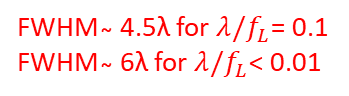 FWHM~ 4.5λ for λ/f_L= 0.1
FWHM~ 6λ for λ/f_L< 0.01